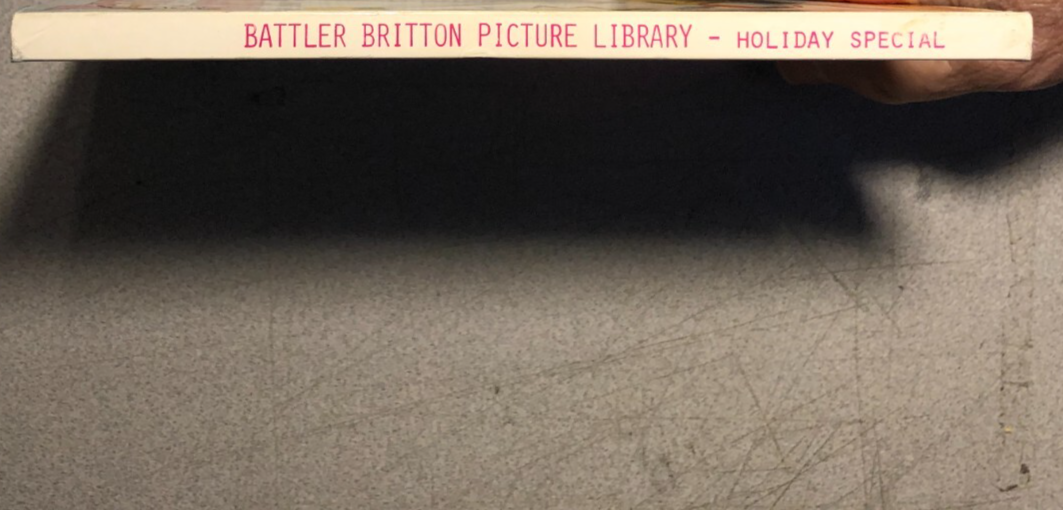 BATTLER BRITTON PICTURE LIBRARY - HOLIDAY SPECIAL